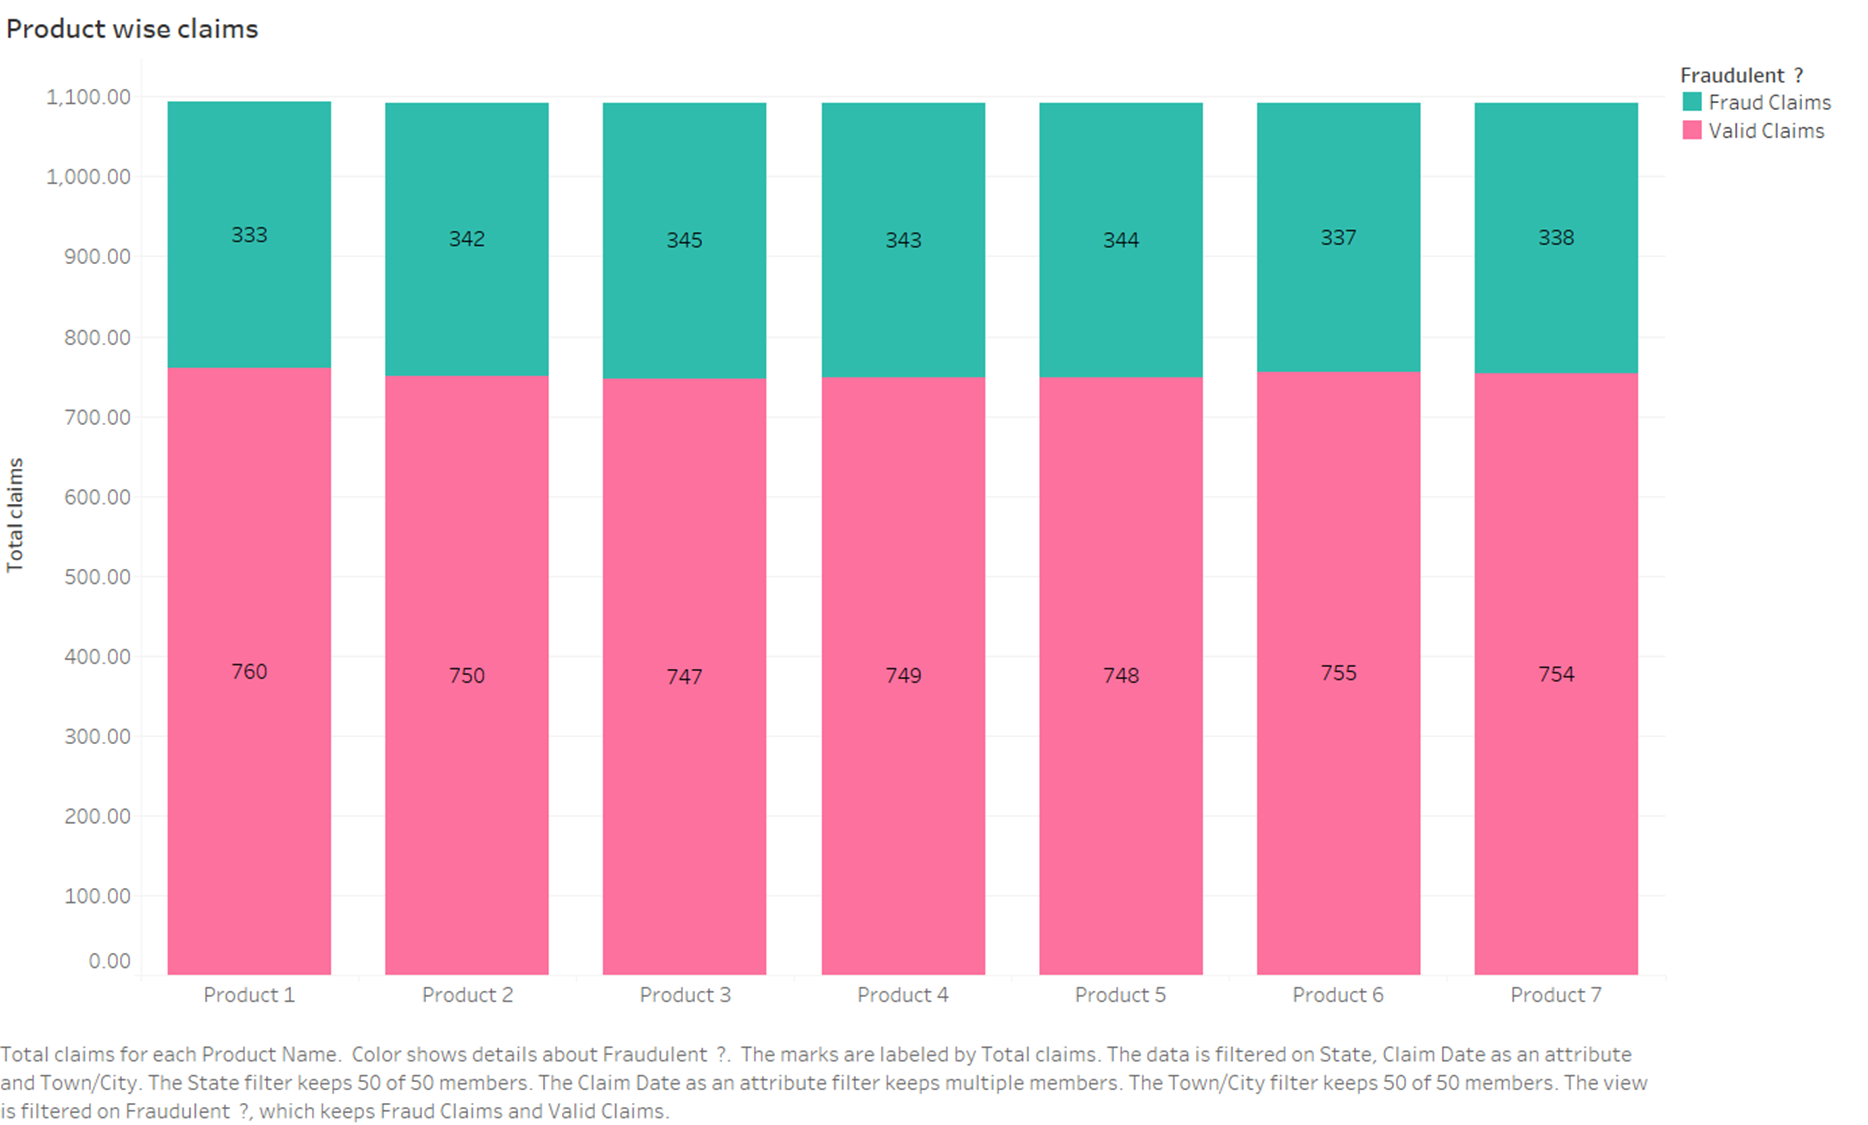 Product wise claims
Fraudulent  ?
Fraud Claims
Valid Claims
Total claims
1,100.00
1,000.00
900.00
800.00
700.00
600.00
500.00
400.00
300.00
200.00
100.00
0.00
333 342 345 343 344 337 338
760 750 747 749 748 755 754
Product 1 Product 2 Product 3 Product 4 Product 5 Product 6 Product 7
Total claims for each Product Name.  Color shows details about Fraudulent  ?.  The marks are labeled by Total claims. The data is filtered on State, Claim Date as an attribute
and Town/City. The State filter keeps 50 of 50 members. The Claim Date as an attribute filter keeps multiple members. The Town/City filter keeps 50 of 50 members. The view
is filtered on Fraudulent  ?, which keeps Fraud Claims and Valid Claims.